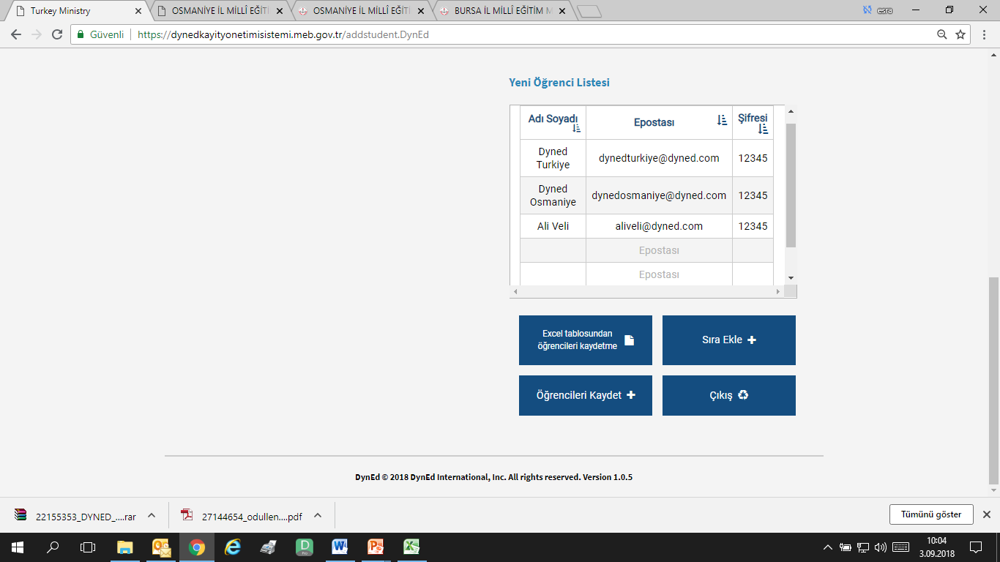 Turkey Ministry
OSMANİYE İL MİLLÎ EĞİTİ
OSMANİYE İL MİLLÎ EĞİTİ
BURSA İL MİLLÎ EĞİTİM M
esra
Güvenli
https://dynedkayityonetimisistemi.meb.gov.tr/addstudent.DynEd
Yeni Öğrenci Listesi
Adı Soyadı Epostası Şifresi
Dyned Turkiye dynedturkiye@dyned.com 12345
Dyned Osmaniye dynedosmaniye@dyned.com 12345
Ali Veli aliveli@dyned.com 12345
Epostası
Epostası
Excel tablosundan
öğrencileri kaydetme
Sıra Ekle
Öğrencileri Kaydet
Çıkış
DynEd © 2018 DynEd International, Inc. All rights reserved. Version 1.0.5
22155353_DYNED_....rar
27144654_odullen....pdf
Tümünü göster
10:04
3.09.2018